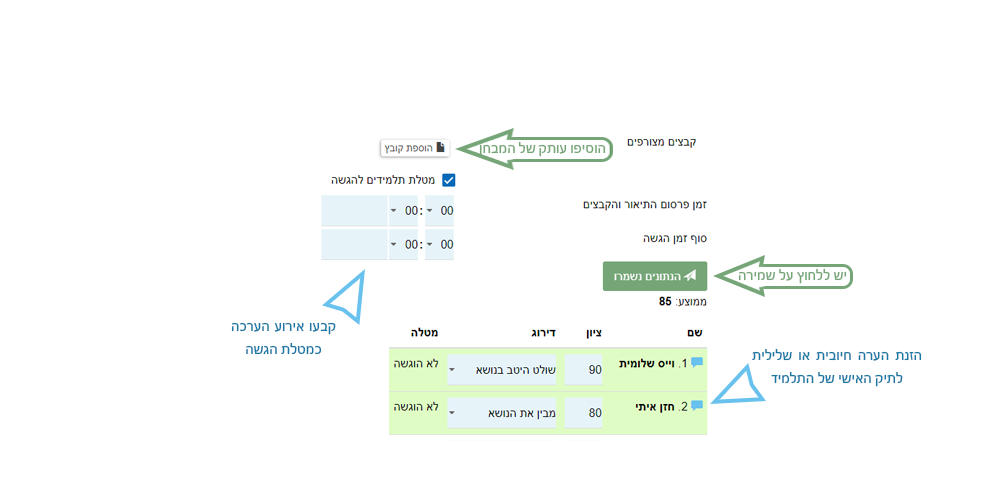 קבצים מצורפים
הוסיפו עותק של המבחן
הוספת קובץ
מטלת תלמידים להגשה
זמן פרסום התיאור והקבצים
00 : 00
סוף זמן הגשה
00 : 00
הנתונים נשמרו
יש ללחוץ על שמירה
ממוצע: 85
קבעו אירוע הערכה
כמטלת הגשה
שם ציון דירוג מטלה
1. וייס שלומית 90 שולט היטב בנושא לא הוגשה
2. חזן איתי 80 מבין את הנושא לא הוגשה
הזנת הערה חיובית או שלילית
לתיק האישי של התלמיד